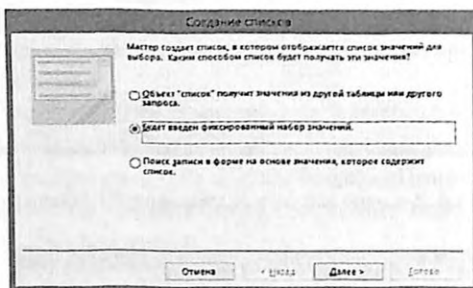 Создание списков
Мастер создает список, в котором отображается список значений для
выбора. Каким способом список будет получать эти значения?
Объект "список" получит значения из другой таблицы или другого
запроса.
Будет введен фиксированный набор значений.
Поиск записи в форме на основе значения, которое содержит
список.
Отмена < Назад Далее > Готово